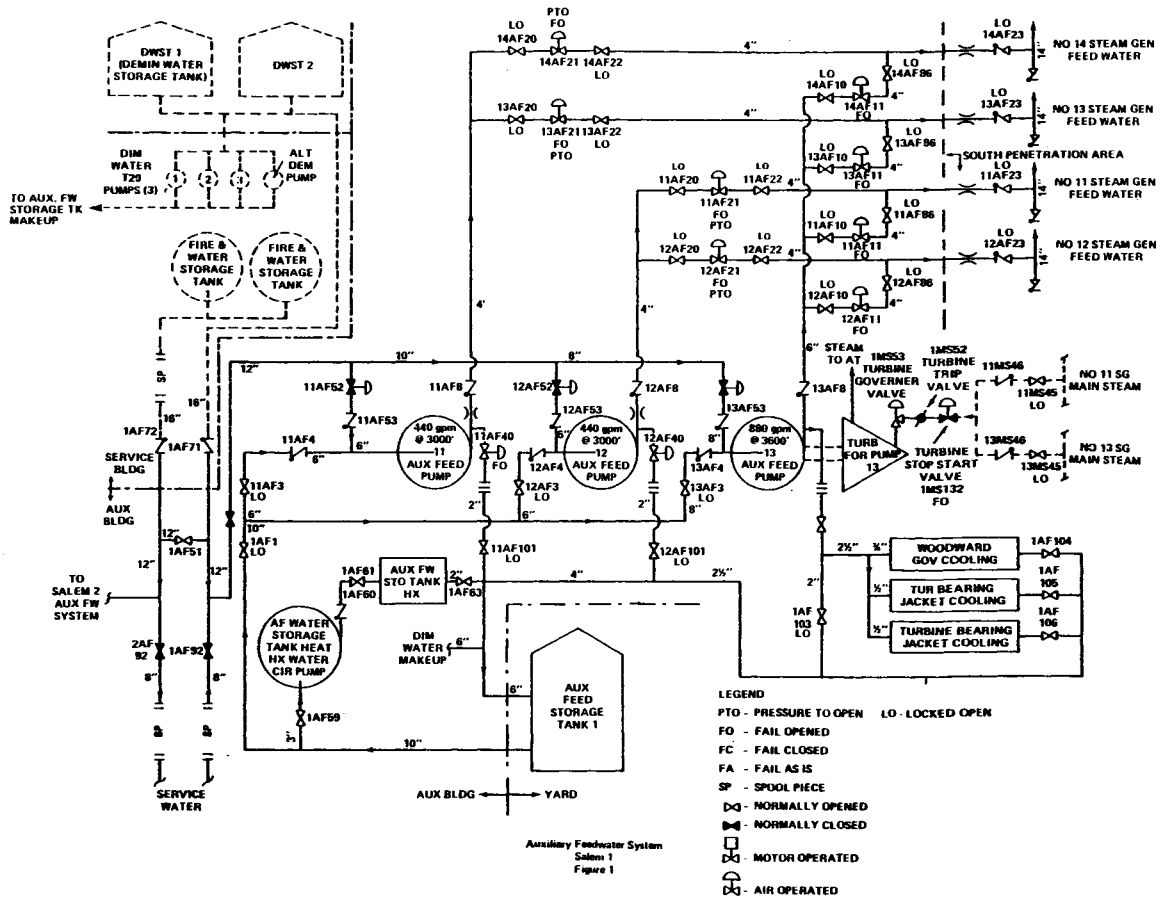 DWST 1
(DEMIN WATER
STORAGE TANK)
DWST 2
DIM
WATER
T29
PUMPS (3)
1
2
3
ALT
DEM
PUMP
TO AUX. FW
STORAGE TK
MAKEUP
FIRE &
WATER
STORAGE
TANK
FIRE &
WATER
STORAGE
TANK
PTO
FO
LO
14AF20
14AF21
14AF22
LO
4"
LO
14AF86
LO
14AF10
14AF11
FO
4"
LO
14AF23
14"
NO 14 STEAM GEN
FEED WATER
13AF20
LO
13AF21
FO
PTO
13AF22
LO
4"
LO
13AF86
LO
13AF10
13AF11
FO
4"
LO
13AF23
14"
NO 13 STEAM GEN
FEED WATER
SOUTH PENETRATION AREA
LO
11AF20
11AF21
FO
PTO
LO
11AF22
4"
LO
11AF86
LO
11AF10
11AF11
FO
4"
LO
11AF23
14"
NO 11 STEAM GEN
FEED WATER
LO
12AF20
12AF21
FO
PTO
LO
12AF22
4"
LO
12AF86
LO
12AF10
12AF11
FO
4"
LO
12AF23
14"
NO 12 STEAM GEN
FEED WATER
4'
4"
6"
12"
10"
8"
SP
16"
16"
1AF72
1AF71
SERVICE
BLDG
AUX
BLDG
11AF52
11AF53
11AF4
6"
6"
11AF8
440 gpm
@ 3000'
11
AUX FEED
PUMP
11AF40
FO
2"
11AF101
LO
12AF52
12AF53
6"
12AF4
12AF3
LO
6"
12AF8
440 gpm
@ 3000'
12
AUX FEED
PUMP
12AF40
FO
2"
12AF101
LO
13AF53
8"
13AF4
13AF3
LO
8"
880 gpm
@ 3600'
13
AUX FEED
PUMP
13AF8
STEAM
TO AT
TURB
FOR PUMP
13
1MS53
TURBINE
GOVERNER
VALVE
1MS52
TURBINE
TRIP
VALVE
TURBINE
STOP START
VALVE
1MS132
FO
11MS46
11MS45
LO
NO 11 SG
MAIN STEAM
13MS46
13MS45
LO
NO 13 SG
MAIN STEAM
11AF3
LO
6"
10"
1AF1
LO
12"
1AF51
12"
12"
TO
SALEM 2
AUX FW
SYSTEM
2AF
92
1AF92
8"
8"
SP
SP
SERVICE
WATER
1AF61
1AF60
AUX FW
STO TANK
HX
2"
1AF63
4"
2½"
AF WATER
STORAGE
TANK HEAT
HX WATER
CIR PUMP
1AF59
3"
10"
DIM
WATER
MAKEUP
6"
6"
AUX
FEED
STORAGE
TANK 1
AUX BLDG
YARD
2½"
2"
1AF
103
LO
¾"
WOODWARD
GOV COOLING
1AF104
½"
TUR BEARING
JACKET COOLING
1AF
105
½"
TURBINE BEARING
JACKET COOLING
1AF
106
LEGEND
PTO - PRESSURE TO OPEN LO - LOCKED OPEN
FO - FAIL OPENED
FC - FAIL CLOSED
FA - FAIL AS IS
SP - SPOOL PIECE
- NORMALLY OPENED
- NORMALLY CLOSED
- MOTOR OPERATED
- AIR OPERATED
Auxiliary Feedwater System
Salem 1
Figure 1